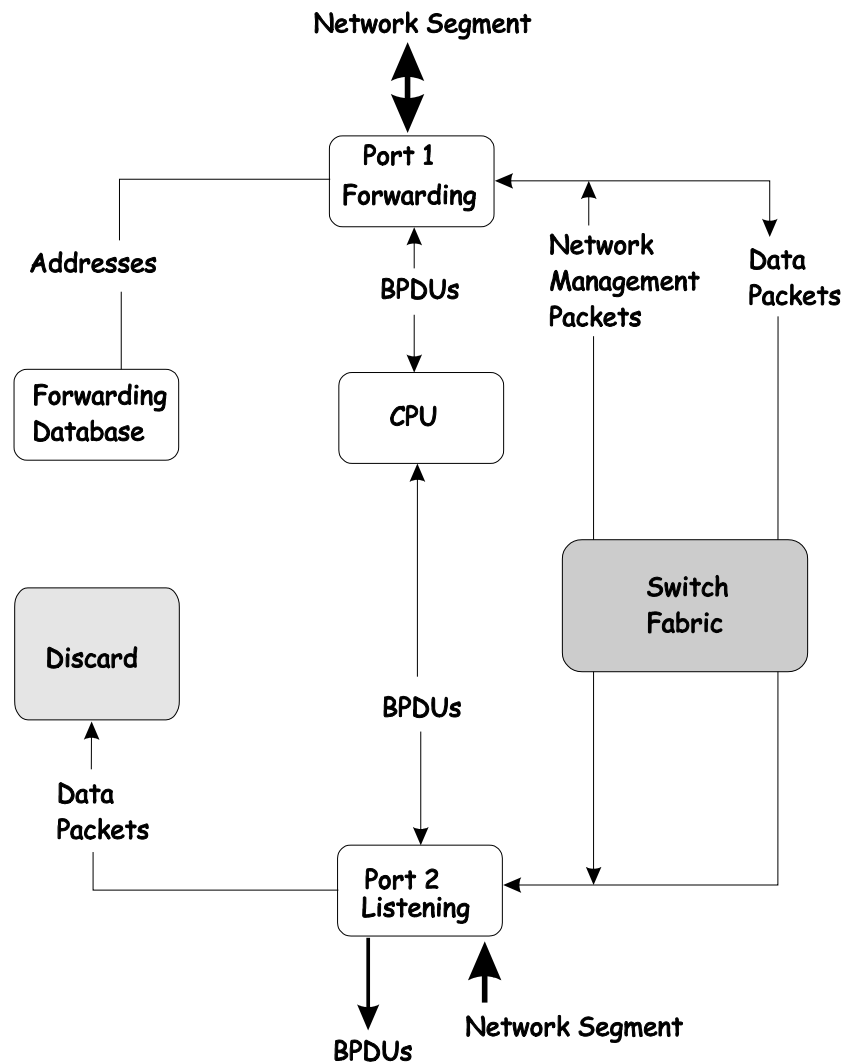 Network Segment
Port 1
Forwarding
Addresses
BPDUs
Network
Management
Packets
Data
Packets
Forwarding
Database
CPU
Switch
Fabric
Discard
BPDUs
Data
Packets
Port 2
Listening
Network Segment
BPDUs